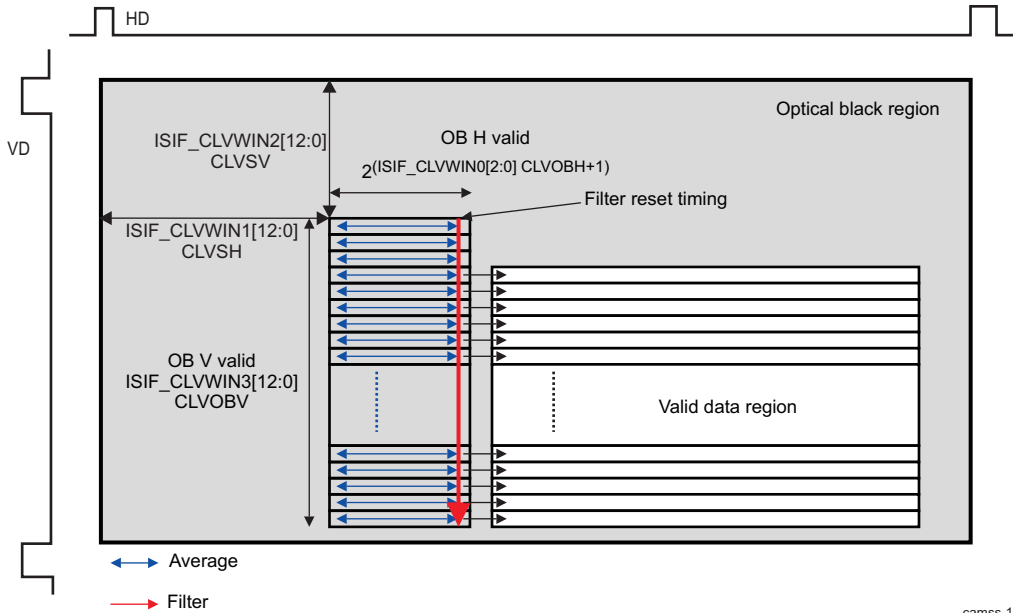 HD
VD
Optical black region
ISIF_CLVWIN2[12:0]
CLVSV
OB H valid
2(ISIF_CLVWIN0[2:0] CLVOBH+1)
Filter reset timing
ISIF_CLVWIN1[12:0]
CLVSH
OB V valid
ISIF_CLVWIN3[12:0]
CLVOBV
Valid data region
Average
Filter